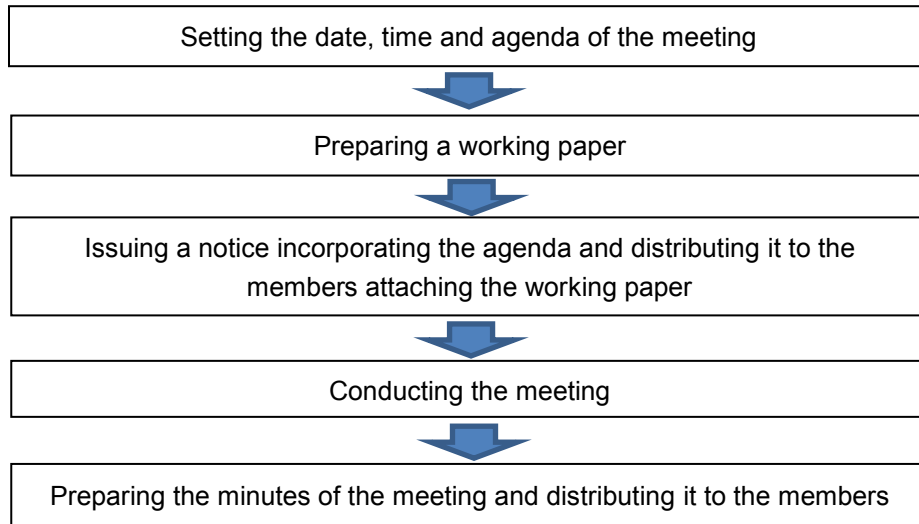 Setting the date, time and agenda of the meeting
Preparing a working paper
Issuing a notice incorporating the agenda and distributing it to the
members attaching the working paper
Conducting the meeting
Preparing the minutes of the meeting and distributing it to the members